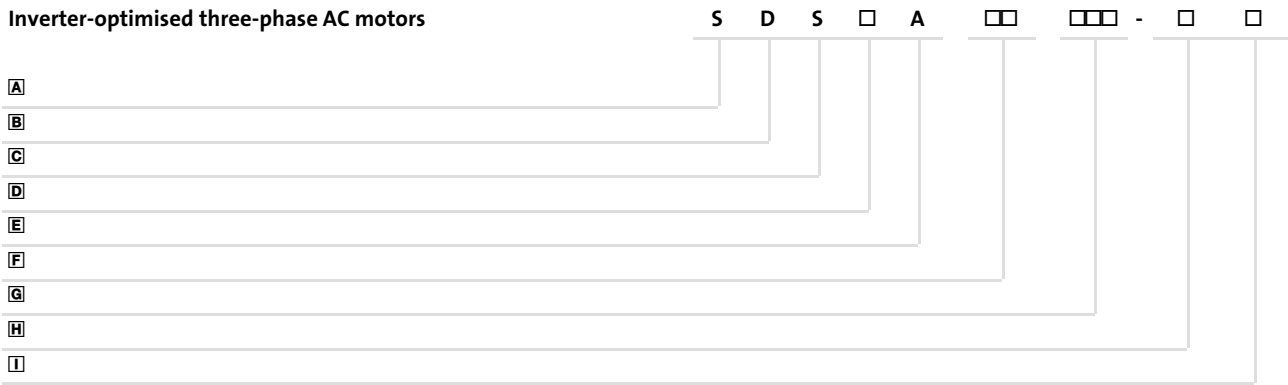 Inverter-optimised three-phase AC motors S D S □ A □□ □□□ - □ □
A
B
C
D
E
F
G
H
I